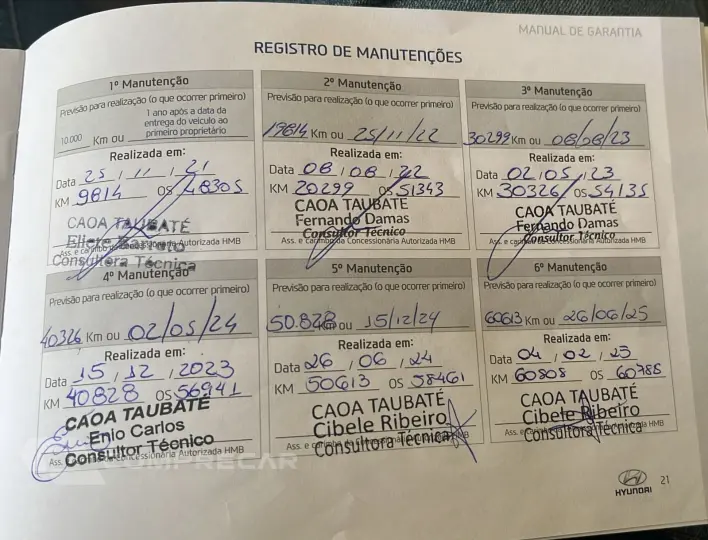 MANUAL DE GARANTIA
REGISTRO DE MANUTENÇÕES
1º Manutenção
Previsão para realização (o que ocorrer primeiro)
10.000 Km ou 1 ano após a data da
entrega do veículo ao
primeiro proprietário
Realizada em:
Data 25 / 11 / 21
KM 9814 OS 48305
CAOA TAUBATÉ
Ass. e carimbo da Concessionária Autorizada HMB
Consultora Técnica
2º Manutenção
Previsão para realização (o que ocorrer primeiro)
19814 Km ou 25/11/22
Realizada em:
Data 08 / 08 / 22
KM 20299 OS 51343
CAOA TAUBATÉ
Fernando Damas
Consultor Técnico
Ass. e carimbo da Concessionária Autorizada HMB
3º Manutenção
Previsão para realização (o que ocorrer primeiro)
30299 Km ou 08/08/23
Realizada em:
Data 02 / 05 / 23
KM 30326 OS 54135
CAOA TAUBATÉ
Fernando Damas
Consultor Técnico
Ass. e carimbo da Concessionária Autorizada HMB
4º Manutenção
Previsão para realização (o que ocorrer primeiro)
40326 Km ou 02/05/24
Realizada em:
Data 15 / 12 / 2023
KM 40828 OS 56941
CAOA TAUBATÉ
Enio Carlos
Consultor Técnico
Ass. e carimbo da Concessionária Autorizada HMB
5º Manutenção
Previsão para realização (o que ocorrer primeiro)
50.828 Km ou 15/12/24
Realizada em:
Data 26 / 06 / 24
KM 50613 OS 58461
CAOA TAUBATÉ
Cibele Ribeiro
Ass. e carimbo da Concessionária Autorizada HMB
Consultora Técnica
6º Manutenção
Previsão para realização (o que ocorrer primeiro)
60613 Km ou 26/06/25
Realizada em:
Data 04 / 02 / 25
KM 60808 OS 60785
CAOA TAUBATÉ
Cibele Ribeiro
Ass. e carimbo da Concessionária Autorizada HMB
Consultora Técnica
COMPRECAR
HYUNDAI
21